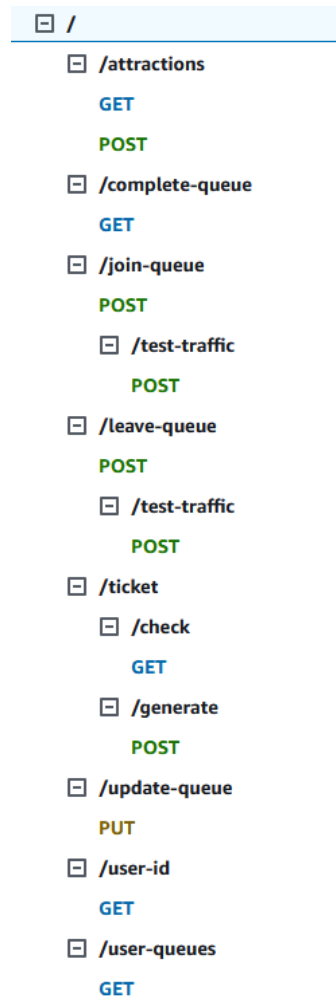 /
/attractions
GET
POST
/complete-queue
GET
/join-queue
POST
/test-traffic
POST
/leave-queue
POST
/test-traffic
POST
/ticket
/check
GET
/generate
POST
/update-queue
PUT
/user-id
GET
/user-queues
GET